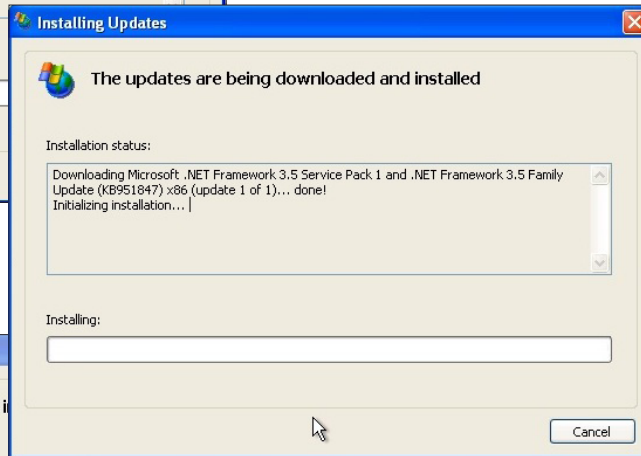 Installing Updates
The updates are being downloaded and installed
Installation status:
Downloading Microsoft .NET Framework 3.5 Service Pack 1 and .NET Framework 3.5 Family
Update (KB951847) x86 (update 1 of 1)... done!
Initializing installation...
Installing:
Cancel